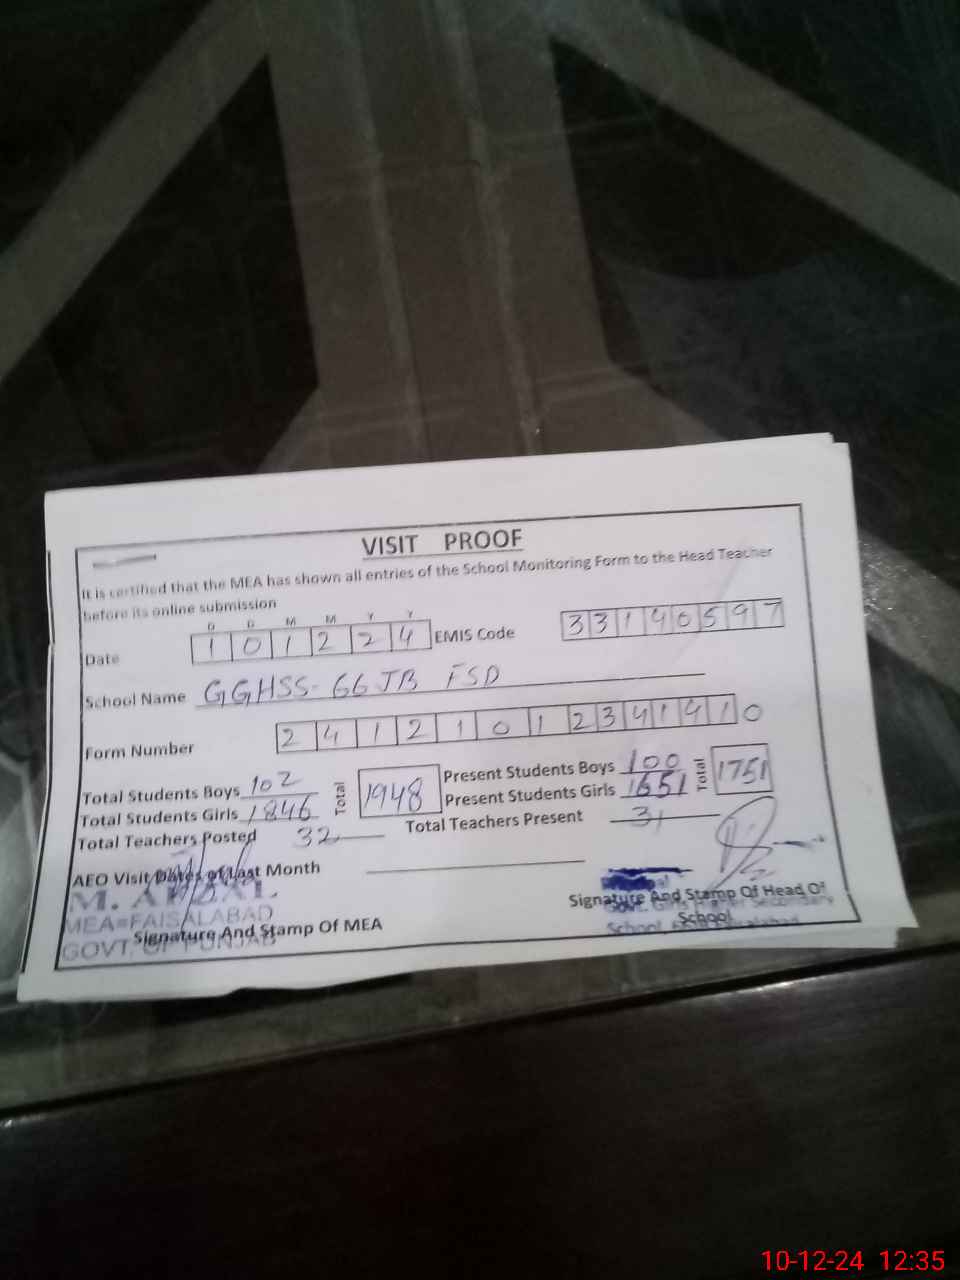 VISIT PROOF
It is certified that the MEA has shown all entries of the School Monitoring Form to the Head Teacher
before its online submission
D D M M Y Y
Date 1 0 1 2 2 4 EMIS Code 3 3 1 4 0 5 9 7
School Name GGHSS-66 JB FSD
Form Number 2 4 1 2 1 0 1 2 3 4 1 4 1 0
Total Students Boys 102 Total 1948 Present Students Boys 100 Total 1751
Total Students Girls 1846 Present Students Girls 1651
Total Teachers Posted 32 Total Teachers Present 31
AEO Visit Dates of Last Month
MEA-FAISALABAD
GOVT. OF PUNJAB
Signature And Stamp Of MEA
Signature And Stamp Of Head Of
School
10-12-24 12:35